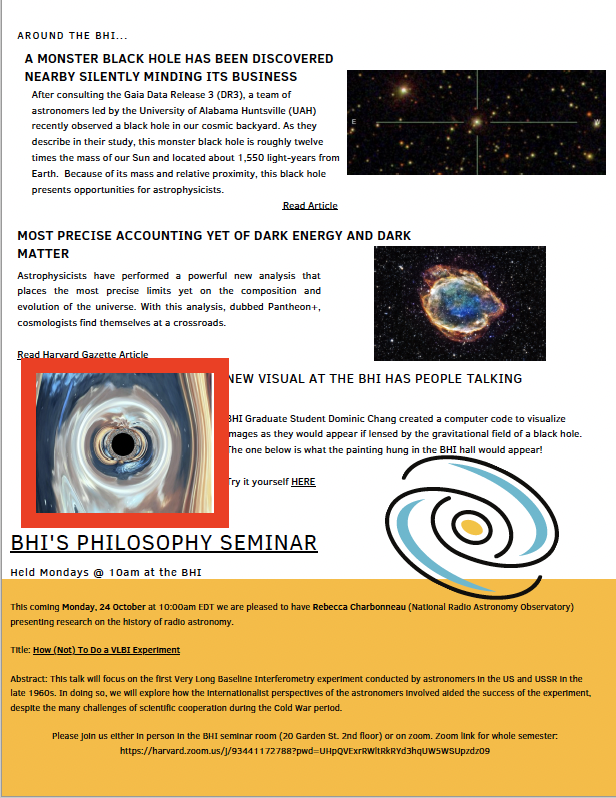 AROUND THE BHI...
A MONSTER BLACK HOLE HAS BEEN DISCOVERED
NEARBY SILENTLY MINDING ITS BUSINESS
After consulting the Gaia Data Release 3 (DR3), a team of
astronomers led by the University of Alabama Huntsville (UAH)
recently observed a black hole in our cosmic backyard. As they
describe in their study, this monster black hole is roughly twelve
times the mass of our Sun and located about 1,550 light-years from
Earth. Because of its mass and relative proximity, this black hole
presents opportunities for astrophysicists.
Read Article
E
W
MOST PRECISE ACCOUNTING YET OF DARK ENERGY AND DARK
MATTER
Astrophysicists have performed a powerful new analysis that
places the most precise limits yet on the composition and
evolution of the universe. With this analysis, dubbed Pantheon+,
cosmologists find themselves at a crossroads.
Read Harvard Gazette Article
NEW VISUAL AT THE BHI HAS PEOPLE TALKING
BHI Graduate Student Dominic Chang created a computer code to visualize
images as they would appear if lensed by the gravitational field of a black hole.
The one below is what the painting hung in the BHI hall would appear!
Try it yourself HERE
BHI'S PHILOSOPHY SEMINAR
Held Mondays @ 10am at the BHI
This coming Monday, 24 October at 10:00am EDT we are pleased to have Rebecca Charbonneau (National Radio Astronomy Observatory)
presenting research on the history of radio astronomy.
Title: How (Not) To Do a VLBI Experiment
Abstract: This talk will focus on the first Very Long Baseline Interferometry experiment conducted by astronomers in the US and USSR in the
late 1960s. In doing so, we will explore how the internationalist perspectives of the astronomers involved aided the success of the experiment,
despite the many challenges of scientific cooperation during the Cold War period.
Please join us either in person in the BHI seminar room (20 Garden St. 2nd floor) or on zoom. Zoom link for whole semester:
https://harvard.zoom.us/j/93441172788?pwd=UHpQVExrRWltRkRYd3hqUW5WSUpzdz09